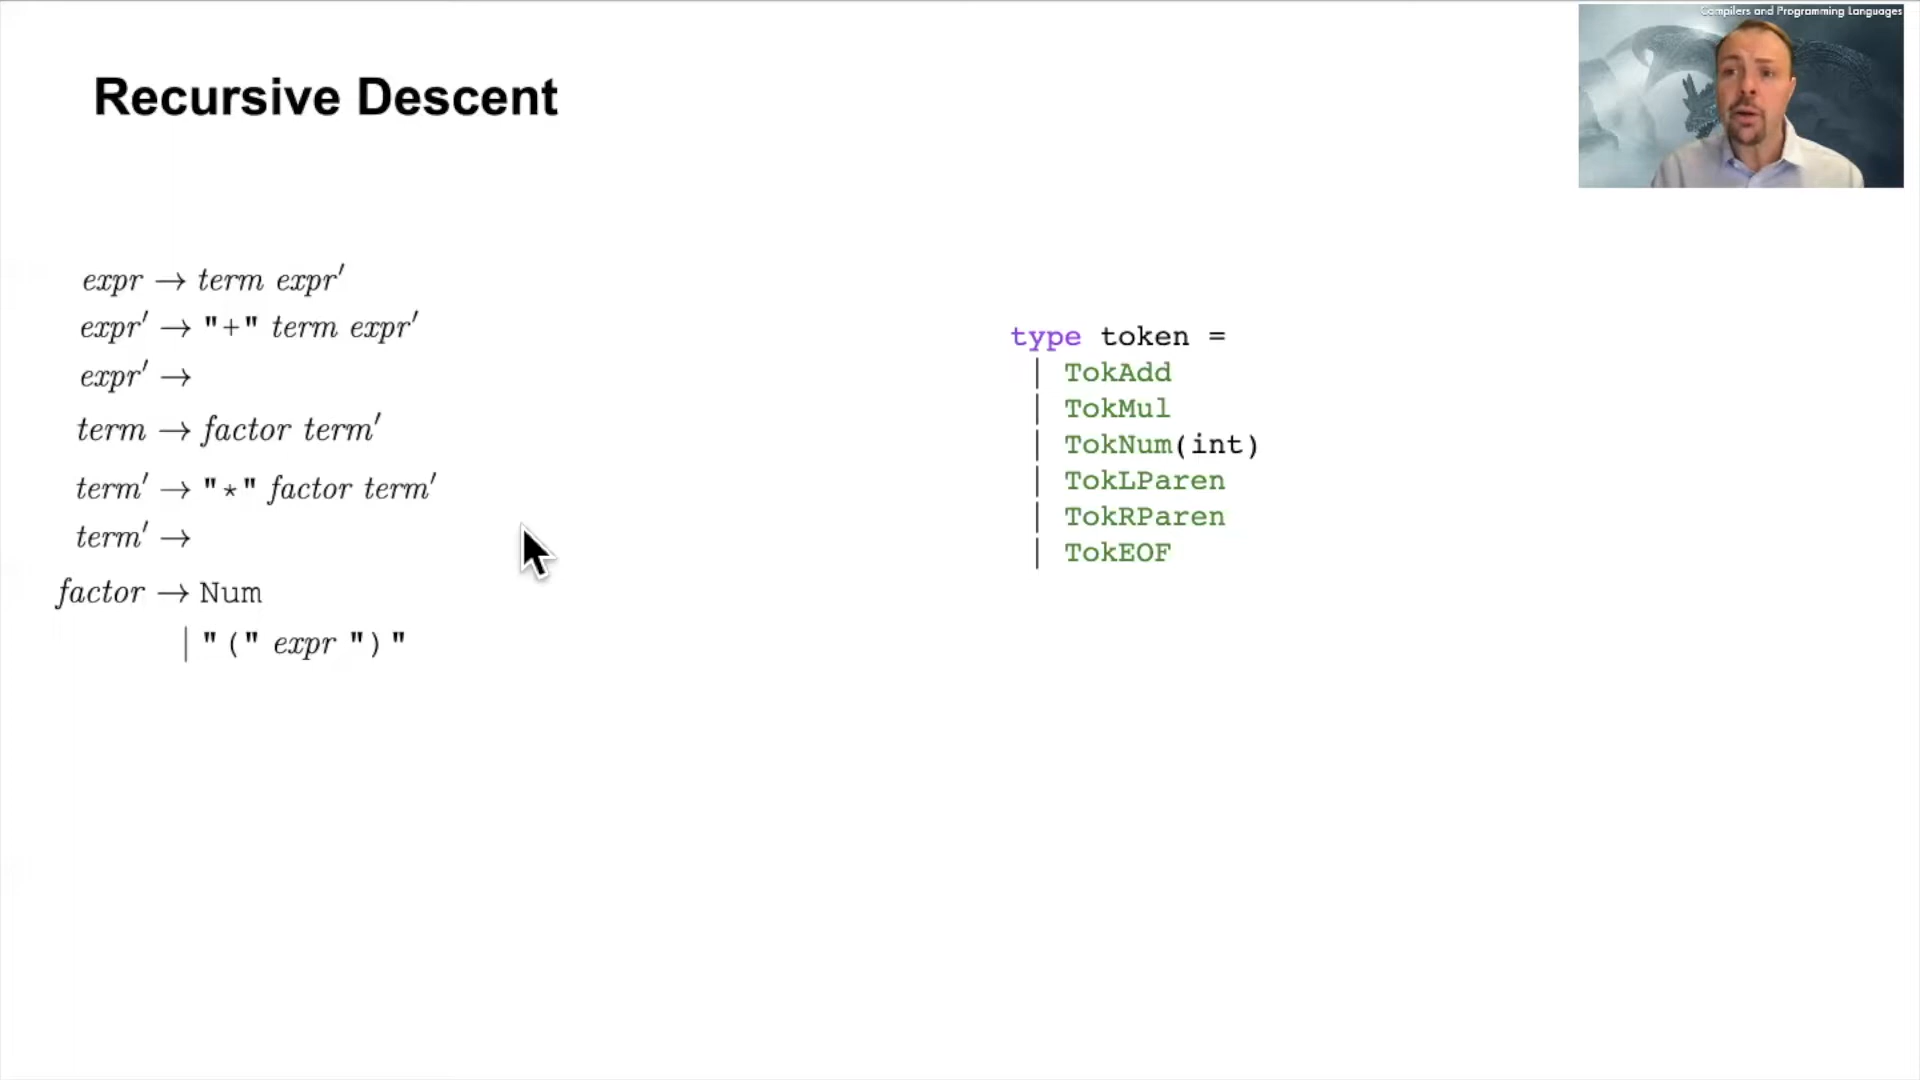 Compilers and Programming Languages
Recursive Descent
expr → term expr′
expr′ → "+" term expr′
expr′ →
term → factor term′
term′ → "*" factor term′
term′ →
factor → Num
| "(" expr ")"
type token =
| TokAdd
| TokMul
| TokNum(int)
| TokLParen
| TokRParen
| TokEOF